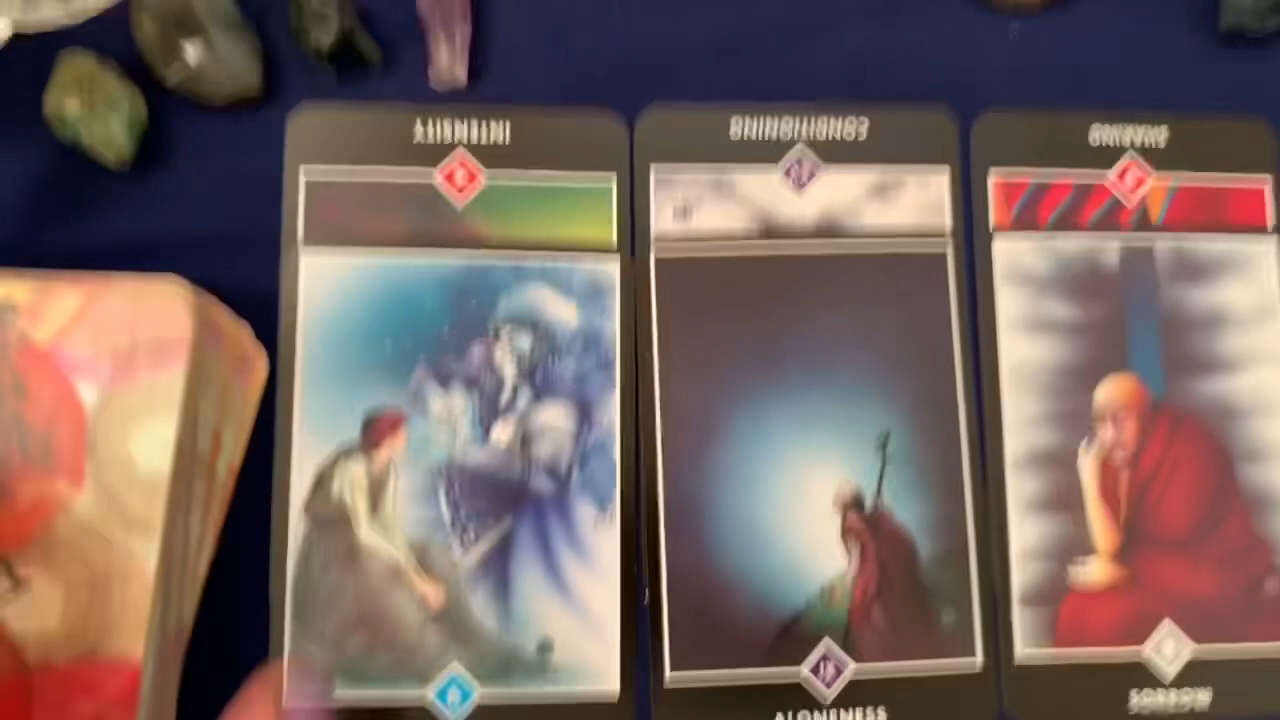 INTENSITY
CONDITIONING
SHARING
ALONENESS
SORROW